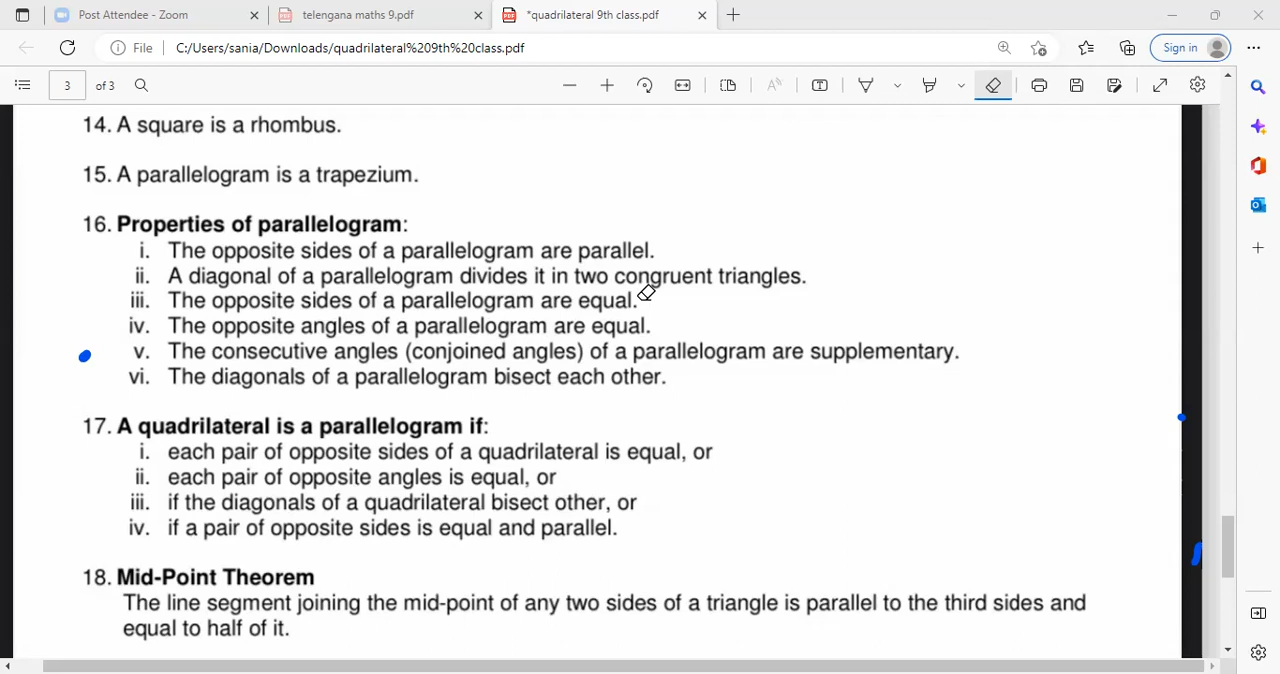 Post Attendee - Zoom
telengana maths 9.pdf
*quadrilateral 9th class.pdf
File
C:/Users/sania/Downloads/quadrilateral%209th%20class.pdf
Sign in
3 of 3
14. A square is a rhombus.
15. A parallelogram is a trapezium.
16. Properties of parallelogram:
i. The opposite sides of a parallelogram are parallel.
ii. A diagonal of a parallelogram divides it in two congruent triangles.
iii. The opposite sides of a parallelogram are equal.
iv. The opposite angles of a parallelogram are equal.
v. The consecutive angles (conjoined angles) of a parallelogram are supplementary.
vi. The diagonals of a parallelogram bisect each other.
17. A quadrilateral is a parallelogram if:
i. each pair of opposite sides of a quadrilateral is equal, or
ii. each pair of opposite angles is equal, or
iii. if the diagonals of a quadrilateral bisect other, or
iv. if a pair of opposite sides is equal and parallel.
18. Mid-Point Theorem
The line segment joining the mid-point of any two sides of a triangle is parallel to the third sides and
equal to half of it.